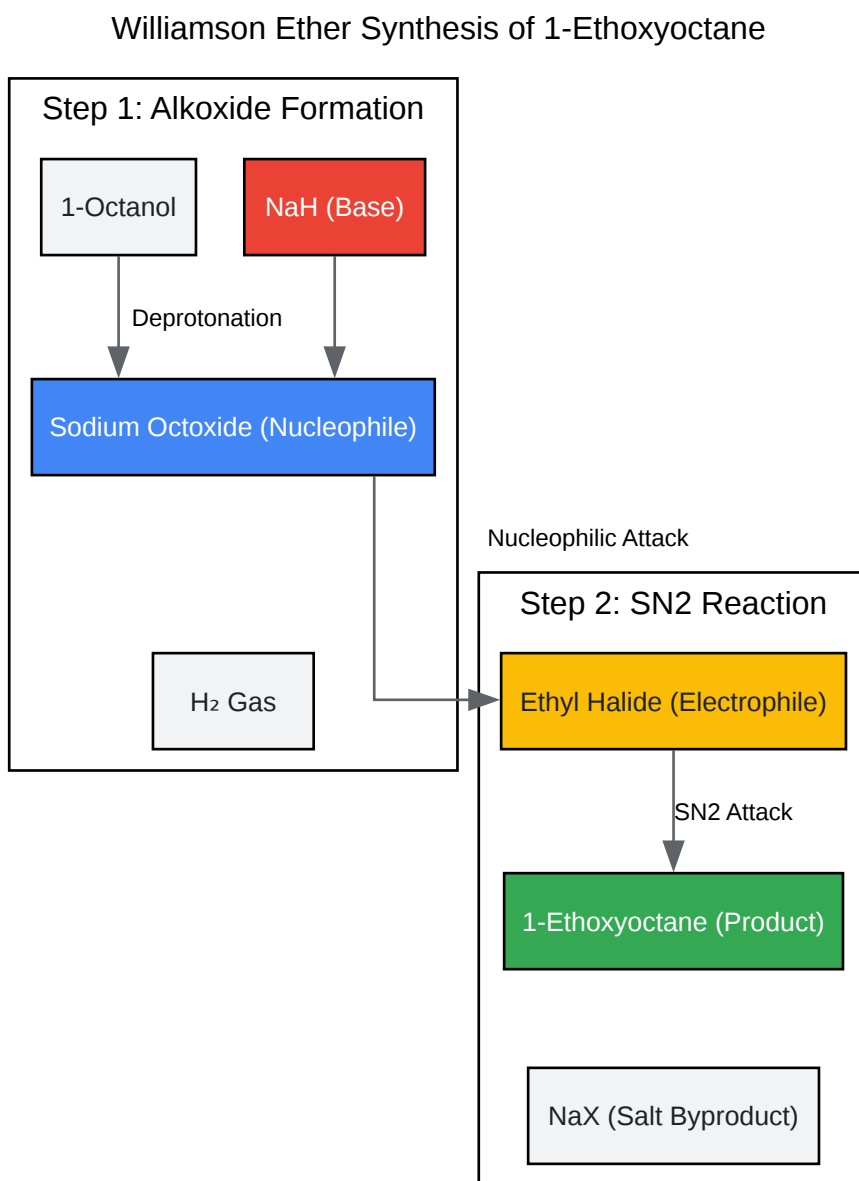 Williamson Ether Synthesis of 1-Ethoxyoctane
Step 1: Alkoxide Formation
1-Octanol
NaH (Base)
Deprotonation
Sodium Octoxide (Nucleophile)
H₂ Gas
Nucleophilic Attack
Step 2: SN2 Reaction
Ethyl Halide (Electrophile)
SN2 Attack
1-Ethoxyoctane (Product)
NaX (Salt Byproduct)